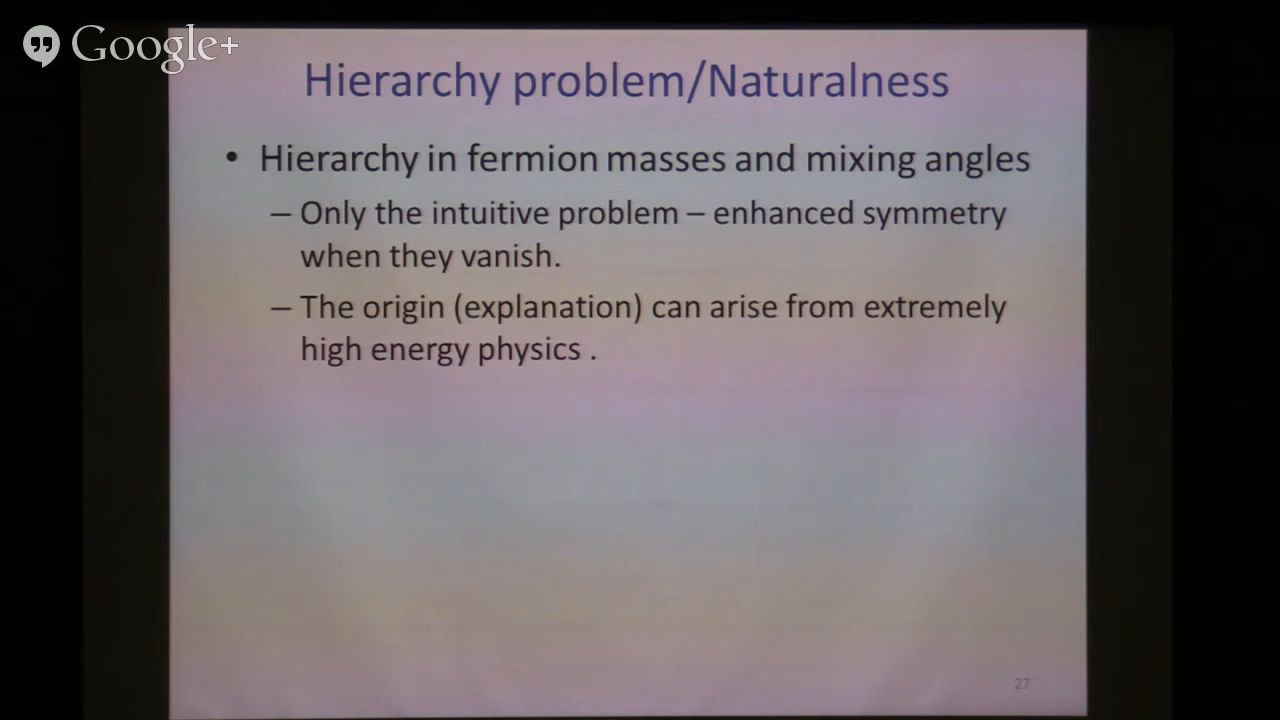 Google+
Hierarchy problem/Naturalness
• Hierarchy in fermion masses and mixing angles
– Only the intuitive problem – enhanced symmetry
when they vanish.
– The origin (explanation) can arise from extremely
high energy physics .
27